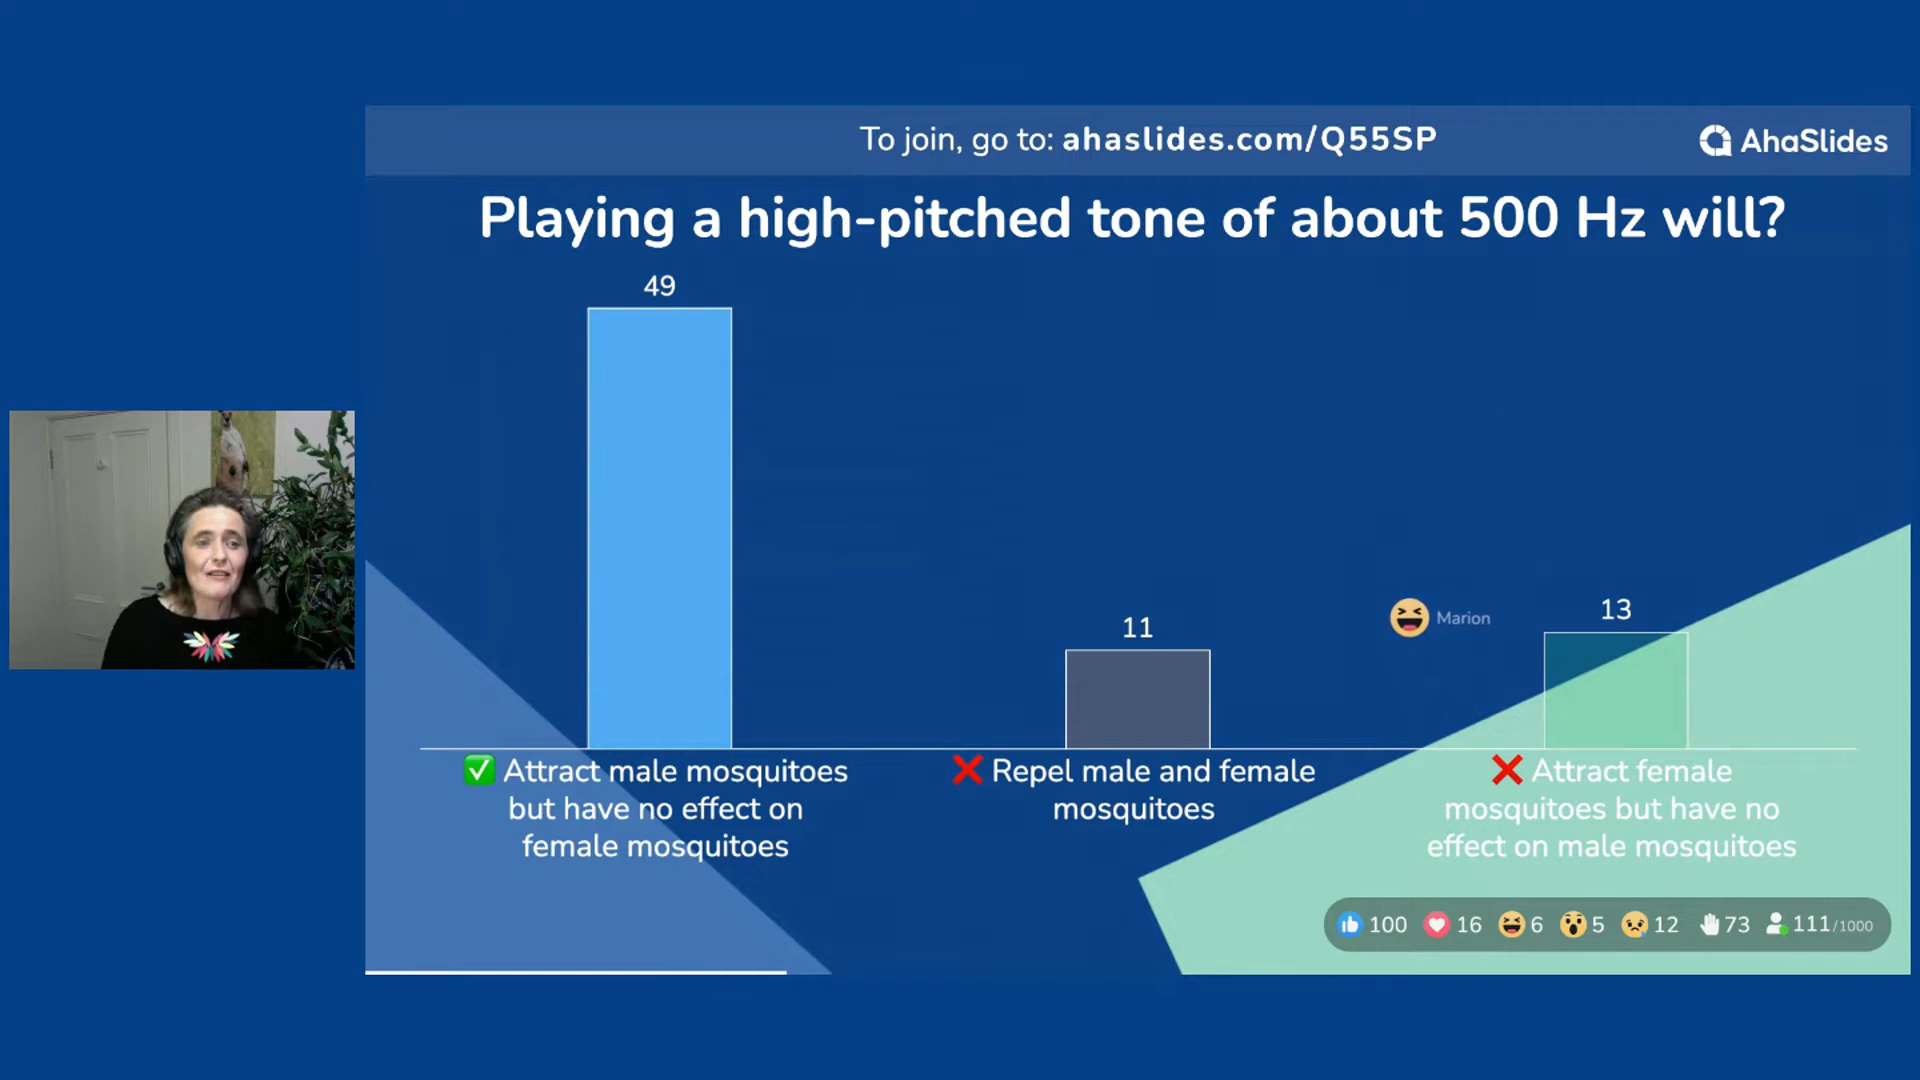 To join, go to: ahaslides.com/Q55SP
AhaSlides
Playing a high-pitched tone of about 500 Hz will?
49
11
Marion
13
✅ Attract male mosquitoes
but have no effect on
female mosquitoes
❌ Repel male and female
mosquitoes
❌ Attract female
mosquitoes but have no
effect on male mosquitoes
100 16 6 5 12 73 111/1000